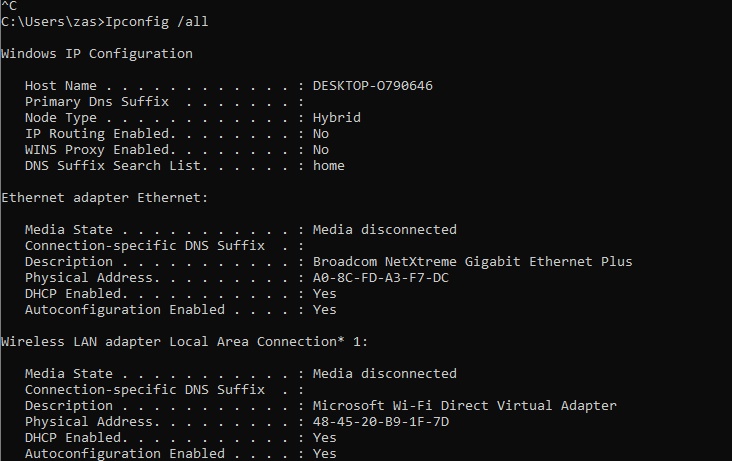 ^C
C:\Users\zas>Ipconfig /all
Windows IP Configuration
Host Name . . . . . . . . . . . . : DESKTOP-O790646
Primary Dns Suffix  . . . . . . . :
Node Type . . . . . . . . . . . . : Hybrid
IP Routing Enabled. . . . . . . . : No
WINS Proxy Enabled. . . . . . . . : No
DNS Suffix Search List. . . . . . : home
Ethernet adapter Ethernet:
Media State . . . . . . . . . . . : Media disconnected
Connection-specific DNS Suffix  . :
Description . . . . . . . . . . . : Broadcom NetXtreme Gigabit Ethernet Plus
Physical Address. . . . . . . . . : A0-8C-FD-A3-F7-DC
DHCP Enabled. . . . . . . . . . . : Yes
Autoconfiguration Enabled . . . . : Yes
Wireless LAN adapter Local Area Connection* 1:
Media State . . . . . . . . . . . : Media disconnected
Connection-specific DNS Suffix  . :
Description . . . . . . . . . . . : Microsoft Wi-Fi Direct Virtual Adapter
Physical Address. . . . . . . . . : 48-45-20-B9-1F-7D
DHCP Enabled. . . . . . . . . . . : Yes
Autoconfiguration Enabled . . . . : Yes